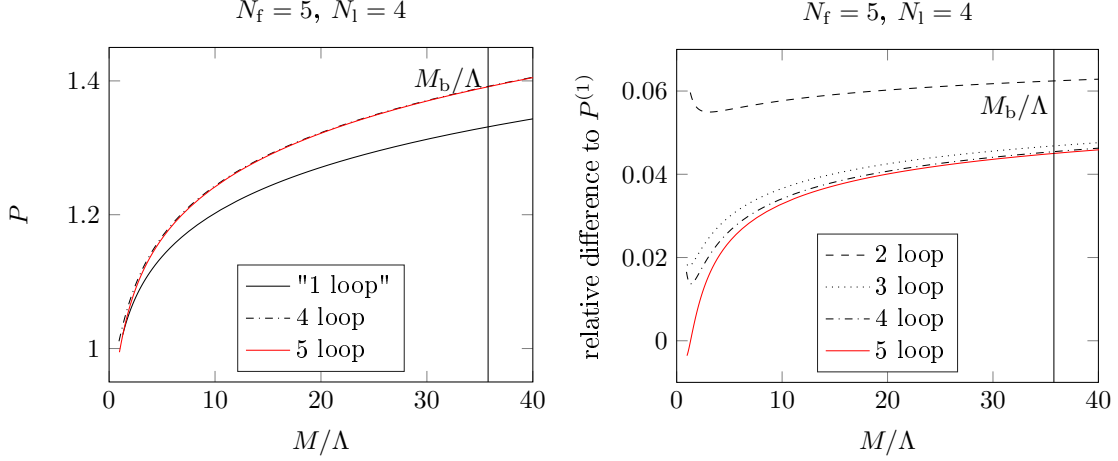 N_f = 5, N_l = 4
P
1.4
1.2
1
M_b/Λ
"1 loop"
4 loop
5 loop
0 10 20 30 40
M/Λ
N_f = 5, N_l = 4
relative difference to P^(1)
0.06
0.04
0.02
0
M_b/Λ
2 loop
3 loop
4 loop
5 loop
0 10 20 30 40
M/Λ